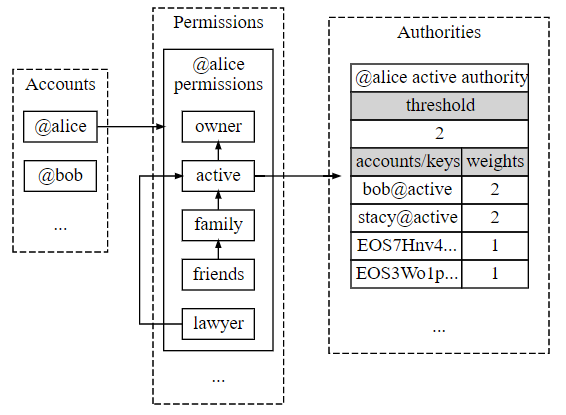 Accounts
@alice
@bob
...
Permissions
@alice
permissions
owner
active
family
friends
lawyer
...
Authorities
@alice active authority
threshold
2
accounts/keys weights
bob@active 2
stacy@active 2
EOS7Hnv4... 1
EOS3Wo1p... 1
...